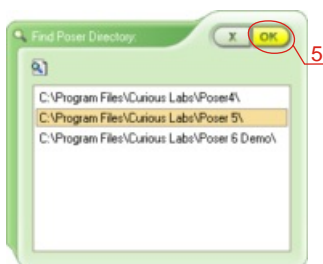 Find Poser Directory:
X
OK
5
C:\Program Files\Curious Labs\Poser4\
C:\Program Files\Curious Labs\Poser 5\
C:\Program Files\Curious Labs\Poser 6 Demo\